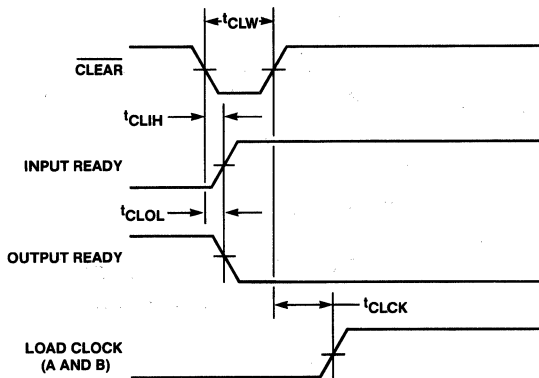 tCLW
CLEAR
tCLIH
INPUT READY
tCLOL
OUTPUT READY
tCLCK
LOAD CLOCK
(A AND B)